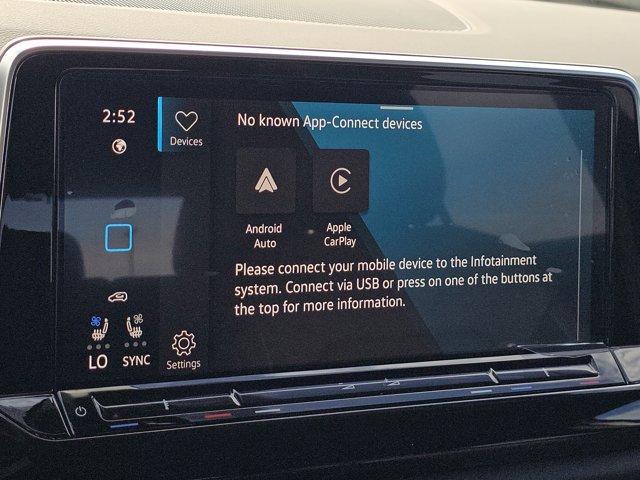 2:52
Devices
No known App-Connect devices
Android
Auto
Apple
CarPlay
Please connect your mobile device to the Infotainment
system. Connect via USB or press on one of the buttons at
the top for more information.
LO
SYNC
Settings